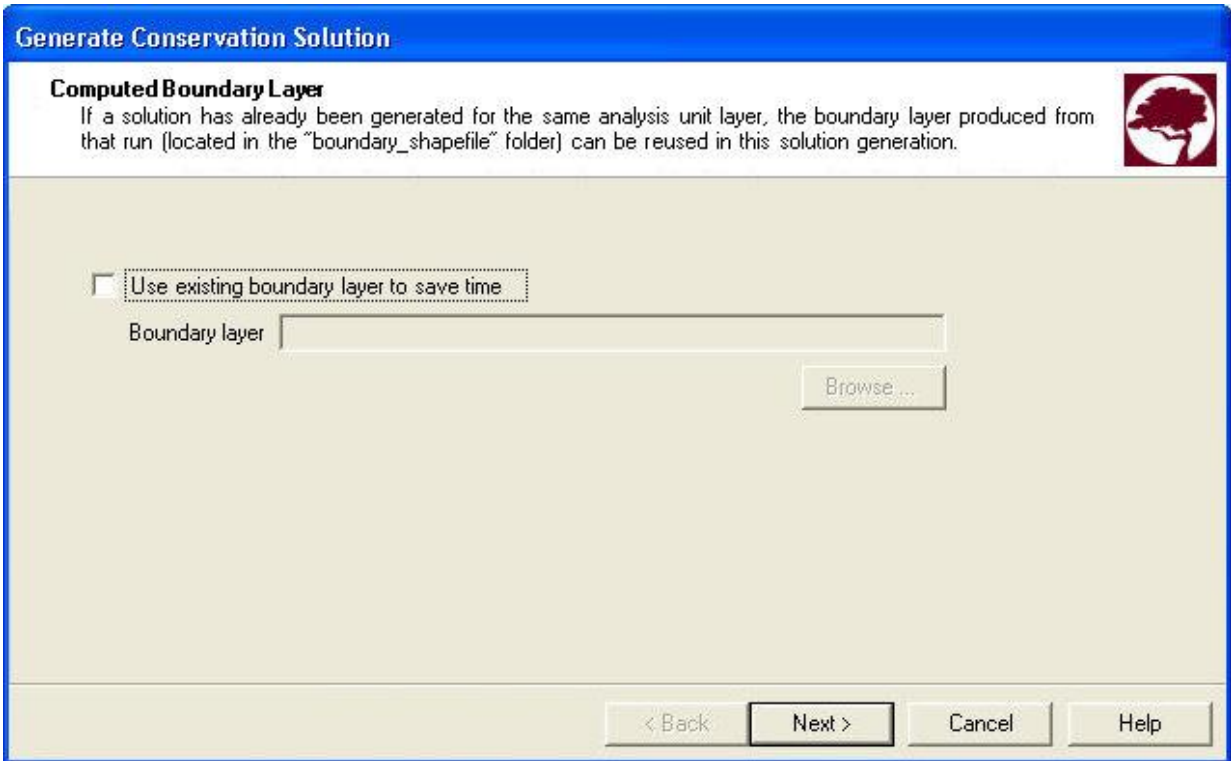 Generate Conservation Solution
Computed Boundary Layer
If a solution has already been generated for the same analysis unit layer, the boundary layer produced from
that run (located in the "boundary_shapefile" folder) can be reused in this solution generation.
Use existing boundary layer to save time
Boundary layer
Browse ...
< Back Next > Cancel Help